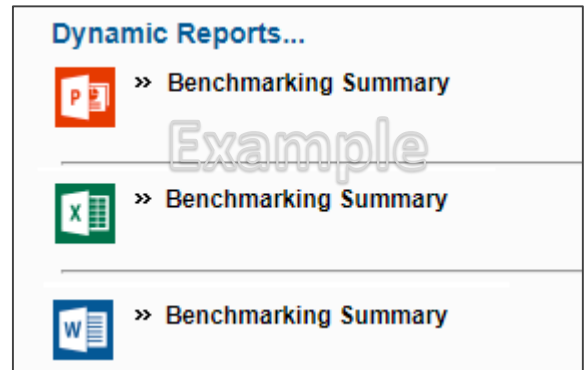 Dynamic Reports...
P
» Benchmarking Summary
Example
X
» Benchmarking Summary
W
» Benchmarking Summary